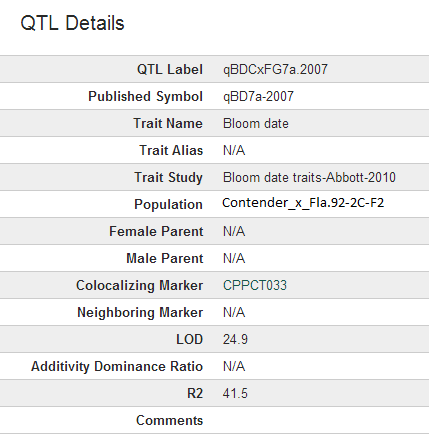 QTL Details
QTL Label qBDCxFG7a.2007
Published Symbol qBD7a-2007
Trait Name Bloom date
Trait Alias N/A
Trait Study Bloom date traits-Abbott-2010
Population Contender_x_Fla.92-2C-F2
Female Parent N/A
Male Parent N/A
Colocalizing Marker CPPCT033
Neighboring Marker N/A
LOD 24.9
Additivity Dominance Ratio N/A
R2 41.5
Comments